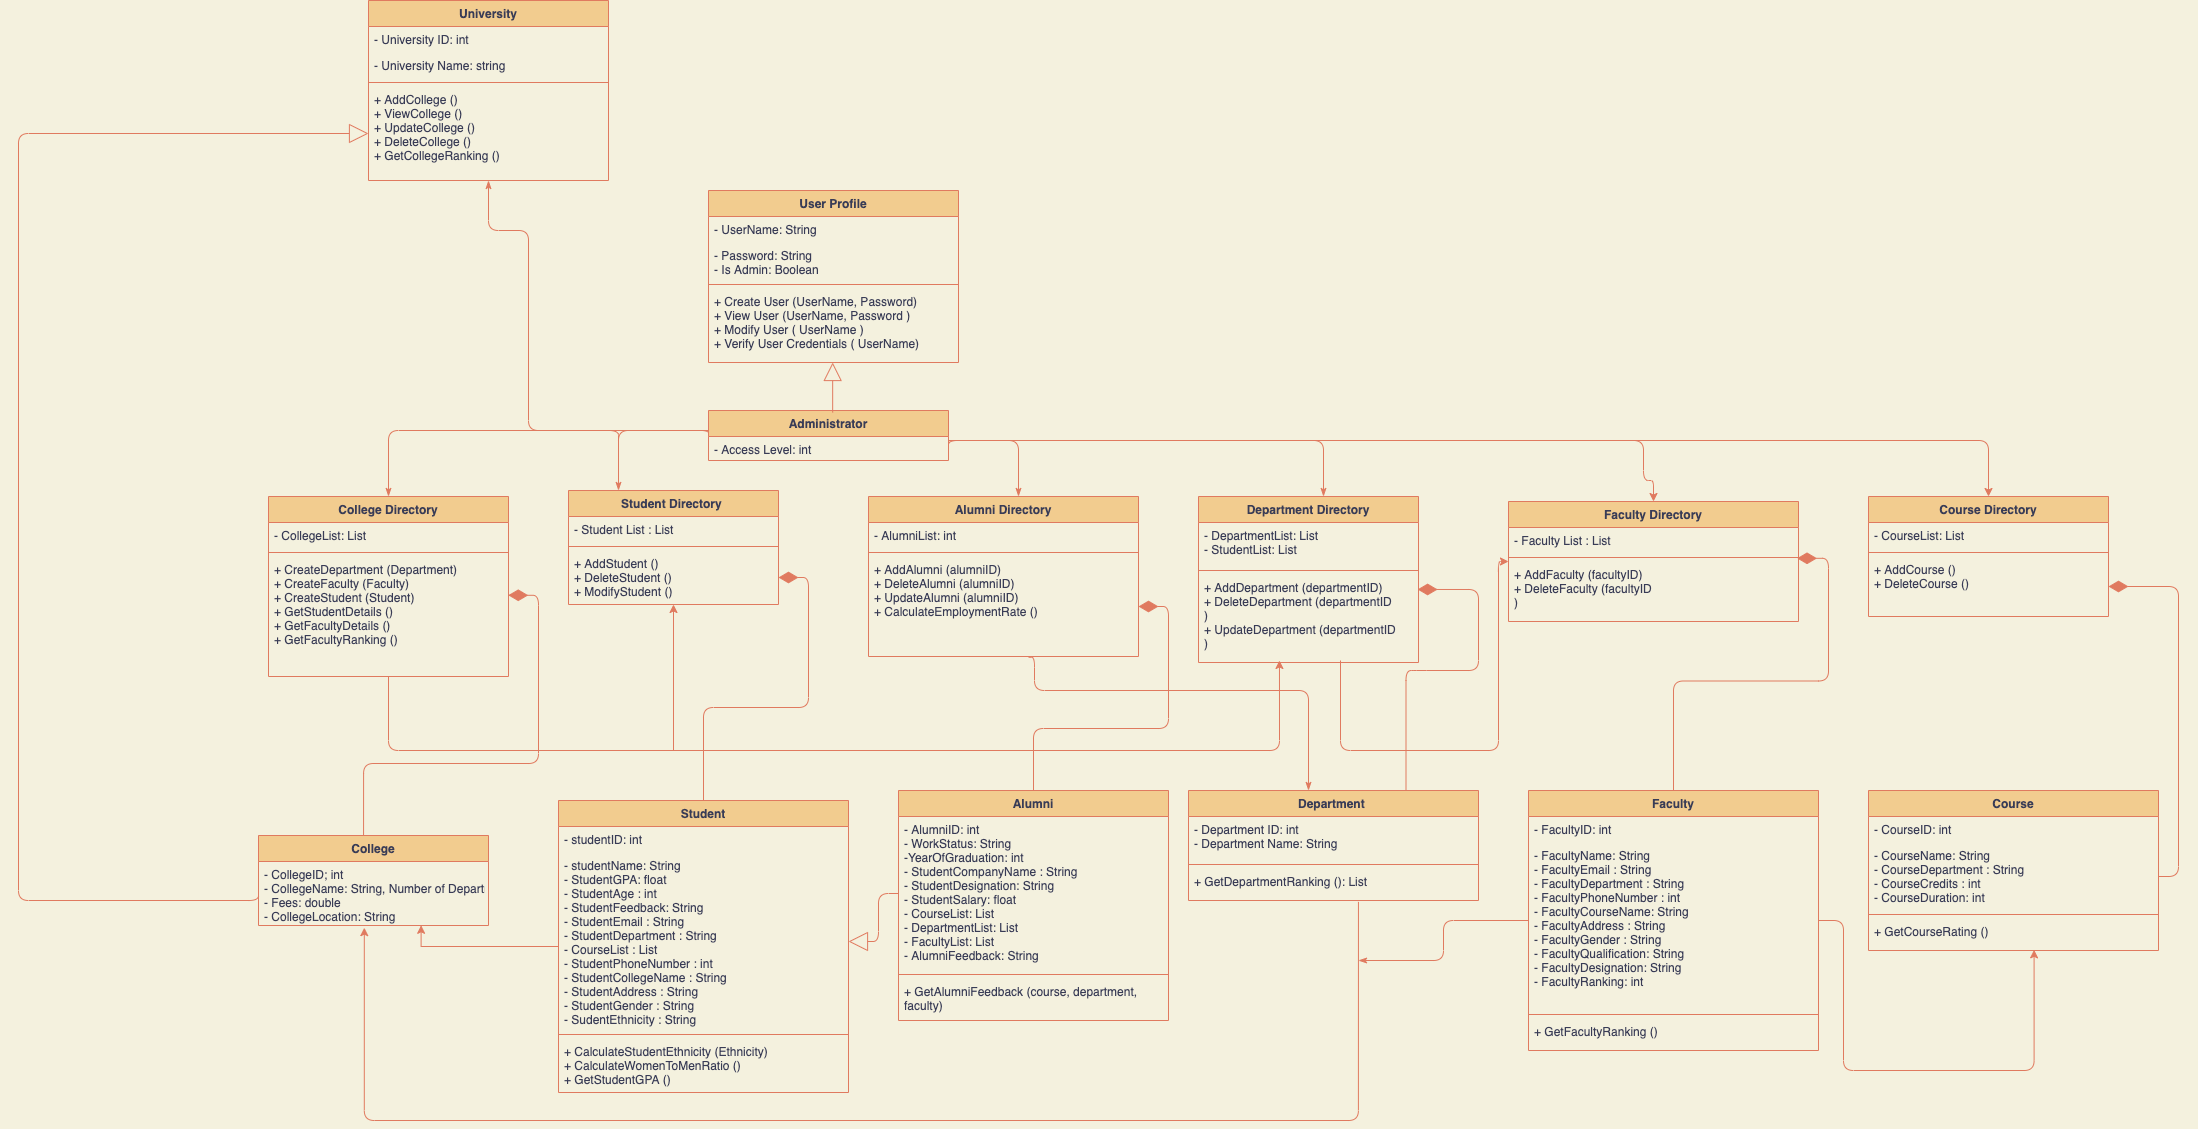 University
- University ID: int
- University Name: string
+ AddCollege ()
+ ViewCollege ()
+ UpdateCollege ()
+ DeleteCollege ()
+ GetCollegeRanking ()
User Profile
- UserName: String
- Password: String
- Is Admin: Boolean
+ Create User (UserName, Password)
+ View User (UserName, Password )
+ Modify User ( UserName )
+ Verify User Credentials ( UserName)
Administrator
- Access Level: int
College Directory
- CollegeList: List
+ CreateDepartment (Department)
+ CreateFaculty (Faculty)
+ CreateStudent (Student)
+ GetStudentDetails ()
+ GetFacultyDetails ()
+ GetFacultyRanking ()
Student Directory
- Student List : List
+ AddStudent ()
+ DeleteStudent ()
+ ModifyStudent ()
Alumni Directory
- AlumniList: int
+ AddAlumni (alumniID)
+ DeleteAlumni (alumniID)
+ UpdateAlumni (alumniID)
+ CalculateEmploymentRate ()
Department Directory
- DepartmentList: List
- StudentList: List
+ AddDepartment (departmentID)
+ DeleteDepartment (departmentID
)
+ UpdateDepartment (departmentID
)
Faculty Directory
- Faculty List : List
+ AddFaculty (facultyID)
+ DeleteFaculty (facultyID
)
Course Directory
- CourseList: List
+ AddCourse ()
+ DeleteCourse ()
College
- CollegeID; int
- CollegeName: String, Number of Depart
- Fees: double
- CollegeLocation: String
Student
- studentID: int
- studentName: String
- StudentGPA: float
- StudentAge : int
- StudentFeedback: String
- StudentEmail : String
- StudentDepartment : String
- CourseList : List
- StudentPhoneNumber : int
- StudentCollegeName : String
- StudentAddress : String
- StudentGender : String
- SudentEthnicity : String
+ CalculateStudentEthnicity (Ethnicity)
+ CalculateWomenToMenRatio ()
+ GetStudentGPA ()
Alumni
- AlumniID: int
- WorkStatus: String
-YearOfGraduation: int
- StudentCompanyName : String
- StudentDesignation: String
- StudentSalary: float
- CourseList: List
- DepartmentList: List
- FacultyList: List
- AlumniFeedback: String
+ GetAlumniFeedback (course, department,
faculty)
Department
- Department ID: int
- Department Name: String
+ GetDepartmentRanking (): List
Faculty
- FacultyID: int
- FacultyName: String
- FacultyEmail : String
- FacultyDepartment : String
- FacultyPhoneNumber : int
- FacultyCourseName: String
- FacultyAddress : String
- FacultyGender : String
- FacultyQualification: String
- FacultyDesignation: String
- FacultyRanking: int
+ GetFacultyRanking ()
Course
- CourseID: int
- CourseName: String
- CourseDepartment : String
- CourseCredits : int
- CourseDuration: int
+ GetCourseRating ()